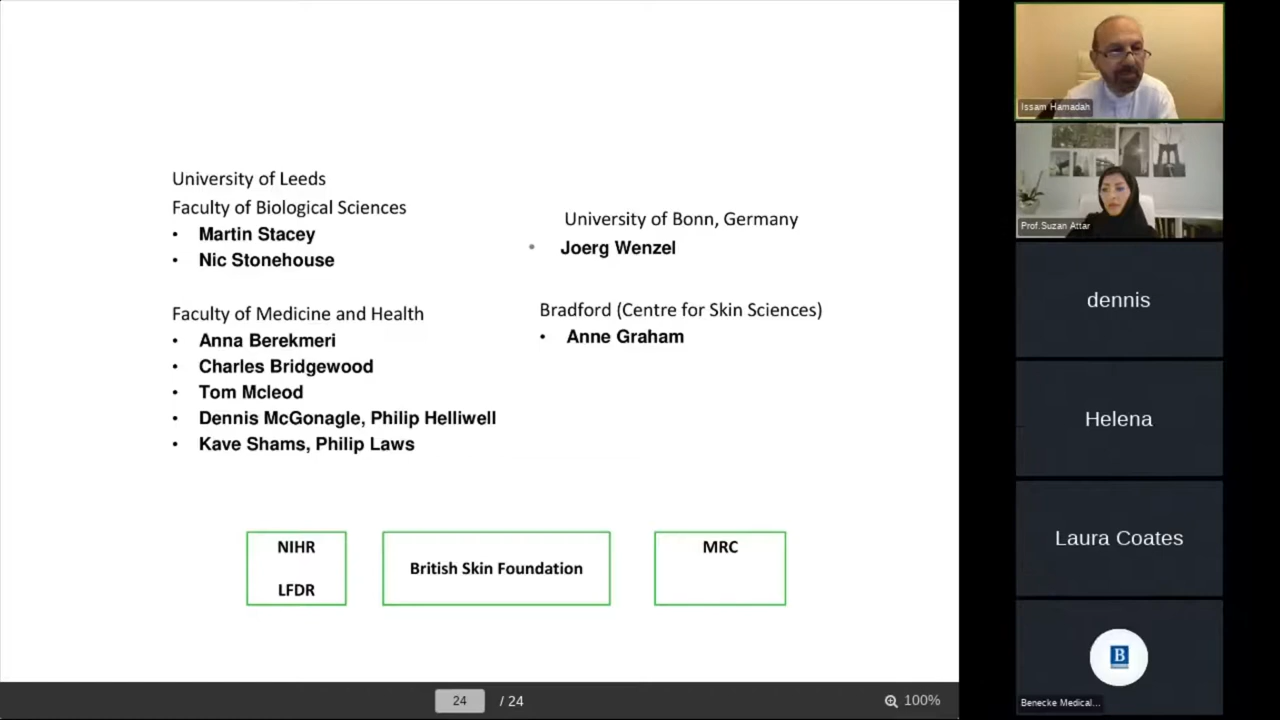 University of Leeds
Faculty of Biological Sciences
• Martin Stacey
• Nic Stonehouse
Faculty of Medicine and Health
• Anna Berekmeri
• Charles Bridgewood
• Tom Mcleod
• Dennis McGonagle, Philip Helliwell
• Kave Shams, Philip Laws
University of Bonn, Germany
• Joerg Wenzel
Bradford (Centre for Skin Sciences)
• Anne Graham
NIHR
LFDR
British Skin Foundation
MRC
24 / 24
100%
Issam Hamadah
Prof.Suzan Attar
dennis
Helena
Laura Coates
B
Benecke Medical...